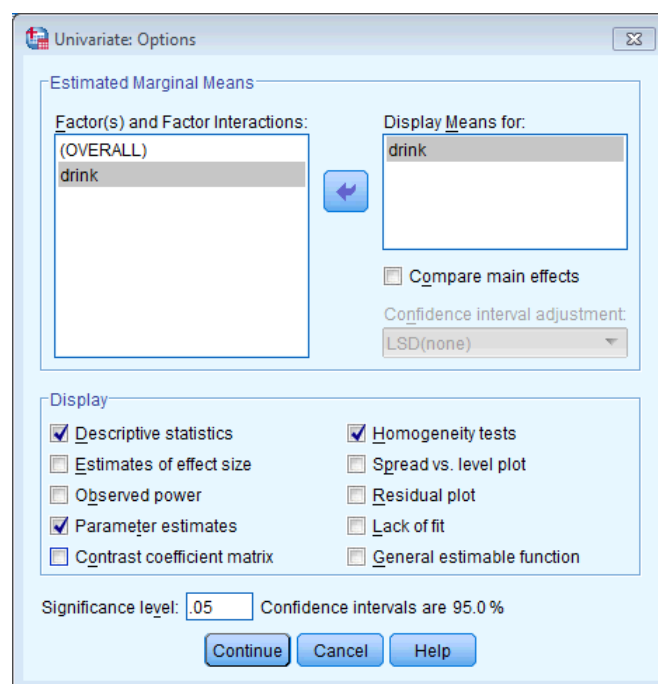 Univariate: Options
Estimated Marginal Means
Factor(s) and Factor Interactions:
(OVERALL)
drink
Display Means for:
drink
Compare main effects
Confidence interval adjustment:
LSD(none)
Display
Descriptive statistics
Homogeneity tests
Estimates of effect size
Spread vs. level plot
Observed power
Residual plot
Parameter estimates
Lack of fit
Contrast coefficient matrix
General estimable function
Significance level: .05 Confidence intervals are 95.0 %
Continue Cancel Help